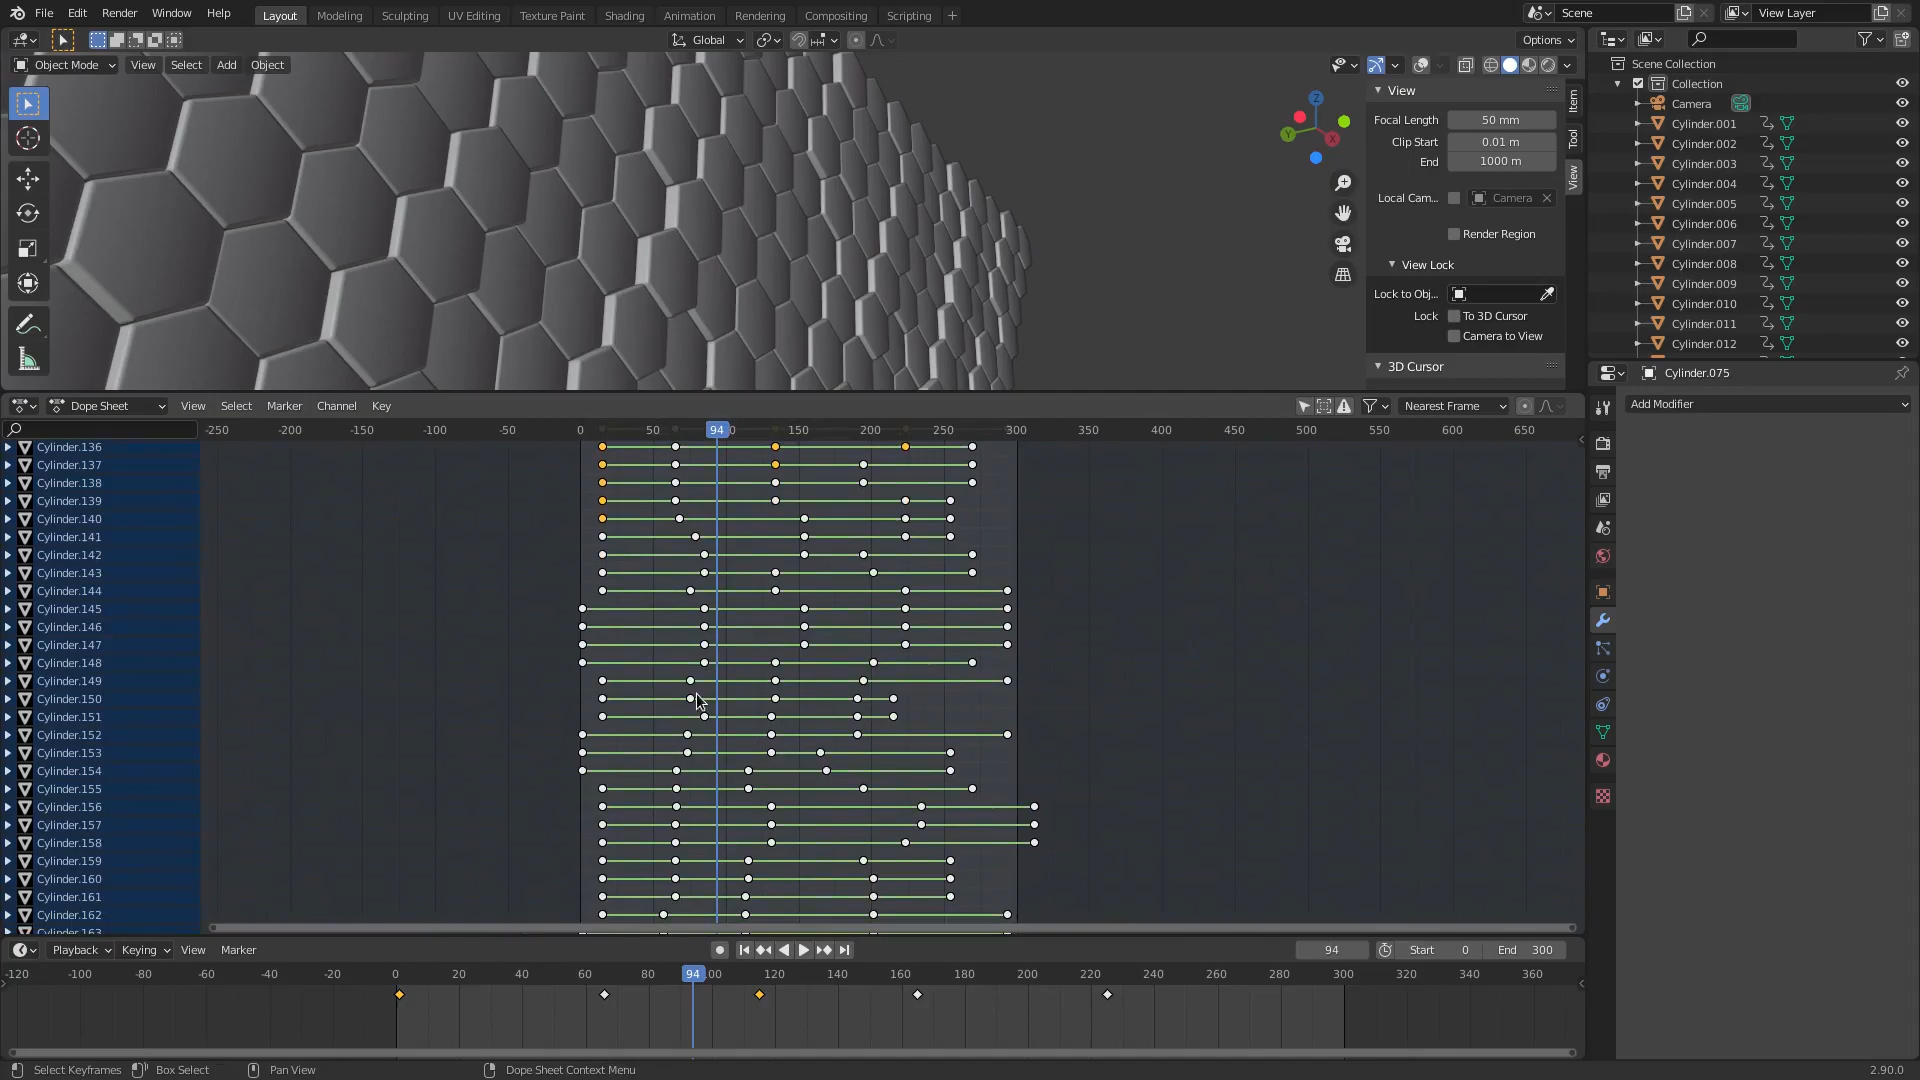 File Edit Render Window Help Layout Modeling Sculpting UV Editing Texture Paint Shading Animation Rendering Compositing Scripting + Scene View Layer
Global Options
Object Mode View Select Add Object
Z Y X
View
Focal Length 50 mm
Clip Start 0.01 m
End 1000 m
Local Cam... Camera
Render Region
View Lock
Lock to Obj...
Lock To 3D Cursor
Camera to View
3D Cursor
Item
Tool
View
Scene Collection
Collection
Camera
Cylinder.001
Cylinder.002
Cylinder.003
Cylinder.004
Cylinder.005
Cylinder.006
Cylinder.007
Cylinder.008
Cylinder.009
Cylinder.010
Cylinder.011
Cylinder.012
Cylinder.075
Add Modifier
Dope Sheet View Select Marker Channel Key Nearest Frame
-250 -200 -150 -100 -50 0 50 94 150 200 250 300 350 400 450 500 550 600 650
Cylinder.136
Cylinder.137
Cylinder.138
Cylinder.139
Cylinder.140
Cylinder.141
Cylinder.142
Cylinder.143
Cylinder.144
Cylinder.145
Cylinder.146
Cylinder.147
Cylinder.148
Cylinder.149
Cylinder.150
Cylinder.151
Cylinder.152
Cylinder.153
Cylinder.154
Cylinder.155
Cylinder.156
Cylinder.157
Cylinder.158
Cylinder.159
Cylinder.160
Cylinder.161
Cylinder.162
Cylinder.163
Playback Keying View Marker 94 Start 0 End 300
-120 -100 -80 -60 -40 -20 0 20 40 60 80 94 120 140 160 180 200 220 240 260 280 300 320 340 360
Select Keyframes Box Select Pan View Dope Sheet Context Menu 2.90.0